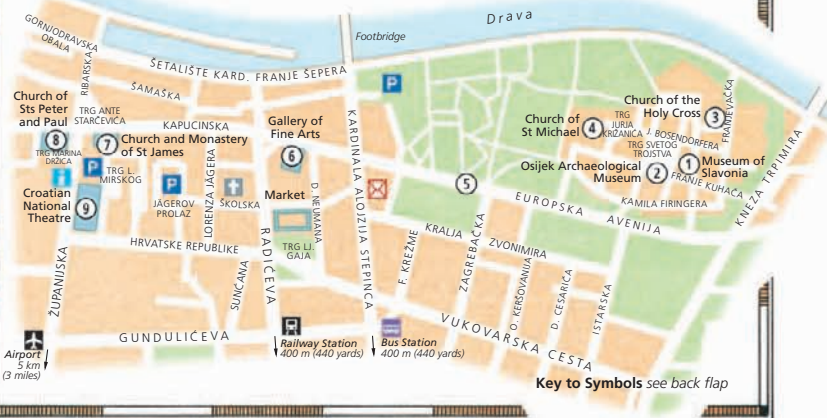 Drava
GORNJODRAVSKA
OBALA
Footbridge
RIBARSKA
ŠETALIŠTE KARD. FRANJE ŠEPERA
ŠAMAŠKA
P
Church of
Sts Peter
and Paul
TRG ANTE
STARČEVIĆA
KAPUCINSKA
8
7
Church and Monastery
of St James
TRG MARINA
DRŽIĆA
P
TRG L.
MIRSKOG
i
Croatian
National
Theatre
9
P
JÄGEROV
PROLAZ
LORENZA JÄGERA
ŠKOLSKA
Gallery of
Fine Arts
6
Market
D. NEUMANA
TRG LJ.
GAJA
KARDINALA ALOJZIJA STEPINCA
5
Church of
St Michael
4
TRG
JURJA
KRIŽANIĆA
Church of the
Holy Cross
3
FRANJEVAČKA
J. BOSENDORFERA
TRG SVETOG
TROJSTVA
Osijek Archaeological
Museum
2
1
Museum of
Slavonia
FRANJE KUHAČA
KAMILA FIRINGERA
KNEZA TRPIMIRA
EUROPSKA AVENIJA
HRVATSKE REPUBLIKE
RADIĆEVA
SUNČANA
ŽUPANIJSKA
KRALJA ZVONIMIRA
F. KREŽME
ZAGREBAČKA
O. KERŠOVANIJA
D. CESARIĆA
ISTARSKA
GUNDULIĆEVA
VUKOVARSKA CESTA
Airport
5 km
(3 miles)
Railway Station
400 m (440 yards)
Bus Station
400 m (440 yards)
Key to Symbols see back flap